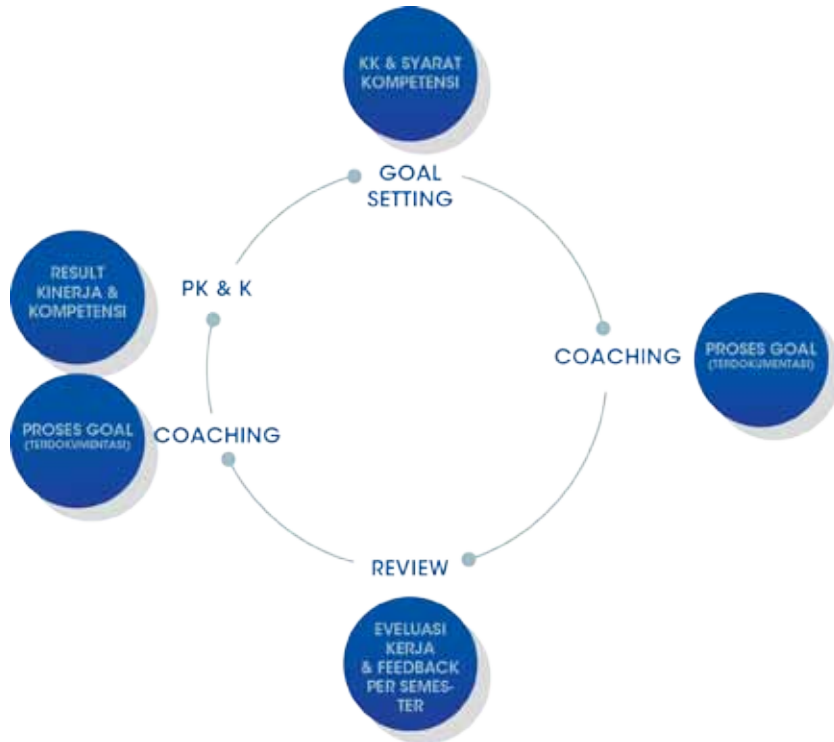 KK & SYARAT
KOMPETENSI
GOAL
SETTING
COACHING
PROSES GOAL
(TERDOKUMENTASI)
REVIEW
EVELUASI
KERJA
& FEEDBACK
PER SEMES-
TER
COACHING
PROSES GOAL
(TERDOKUMENTASI)
PK & K
RESULT
KINERJA &
KOMPETENSI